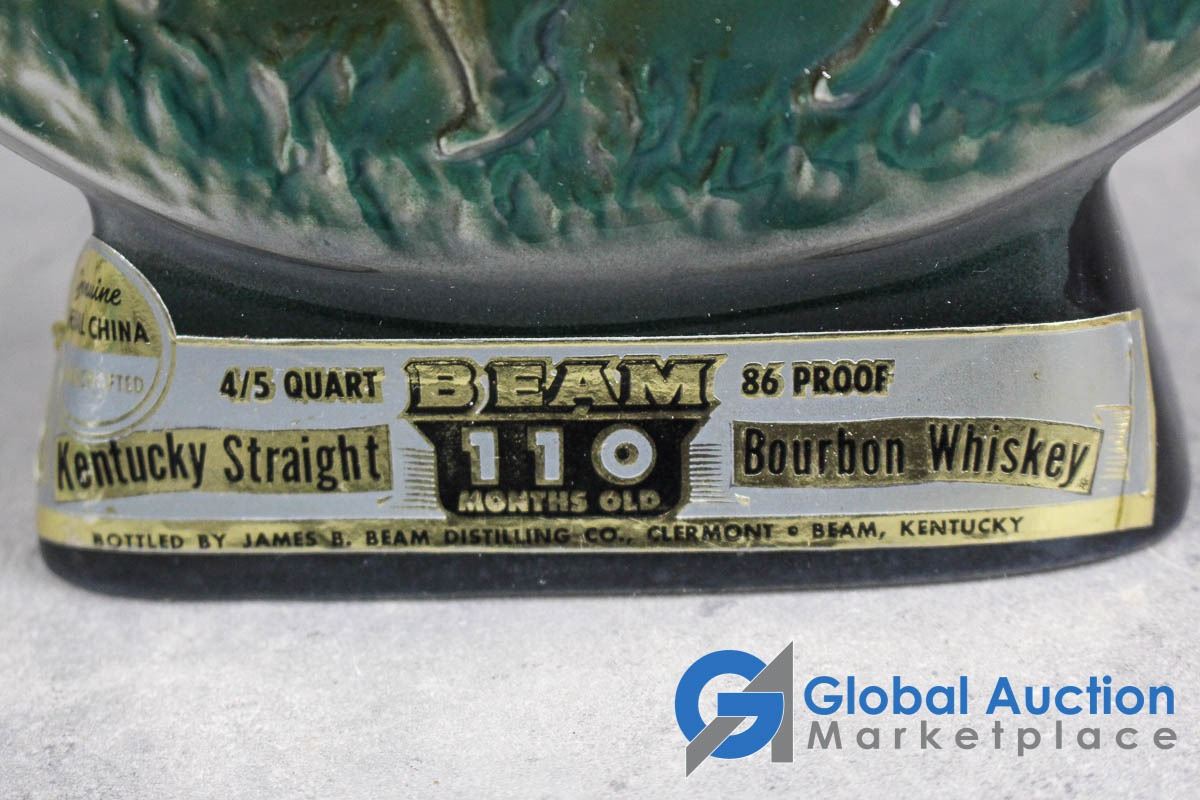 CHINA
4/5 QUART
BEAM
86 PROOF
Kentucky Straight
110
MONTHS OLD
Bourbon Whiskey
BOTTLED BY JAMES B. BEAM DISTILLING CO., CLERMONT • BEAM, KENTUCKY
Global Auction
Marketplace